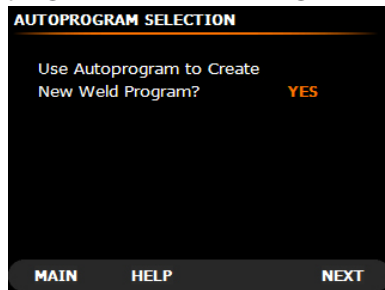 AUTOPROGRAM SELECTION
Use Autoprogram to Create
New Weld Program? YES
MAIN HELP NEXT